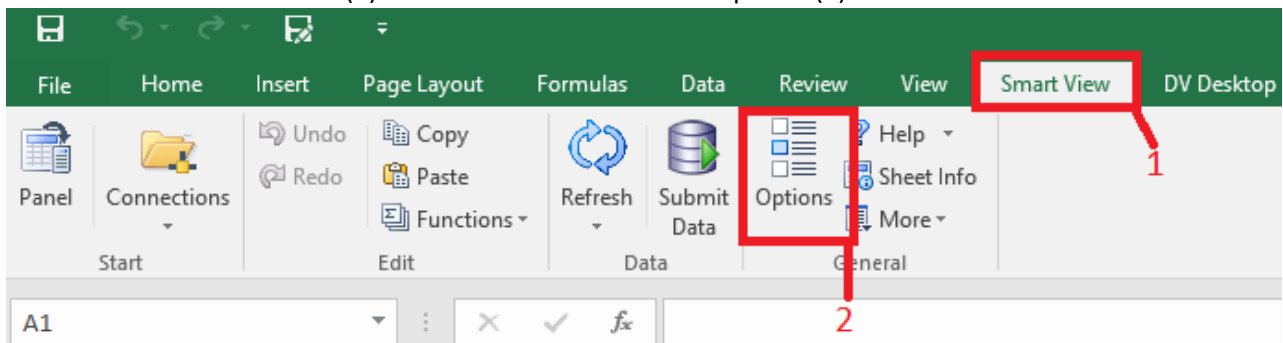 File Home Insert Page Layout Formulas Data Review View Smart View DV Desktop
Undo Copy Help
Redo Paste Sheet Info
Panel Connections Functions Refresh Submit Data Options More
1
Start Edit Data General
A1 fx
2